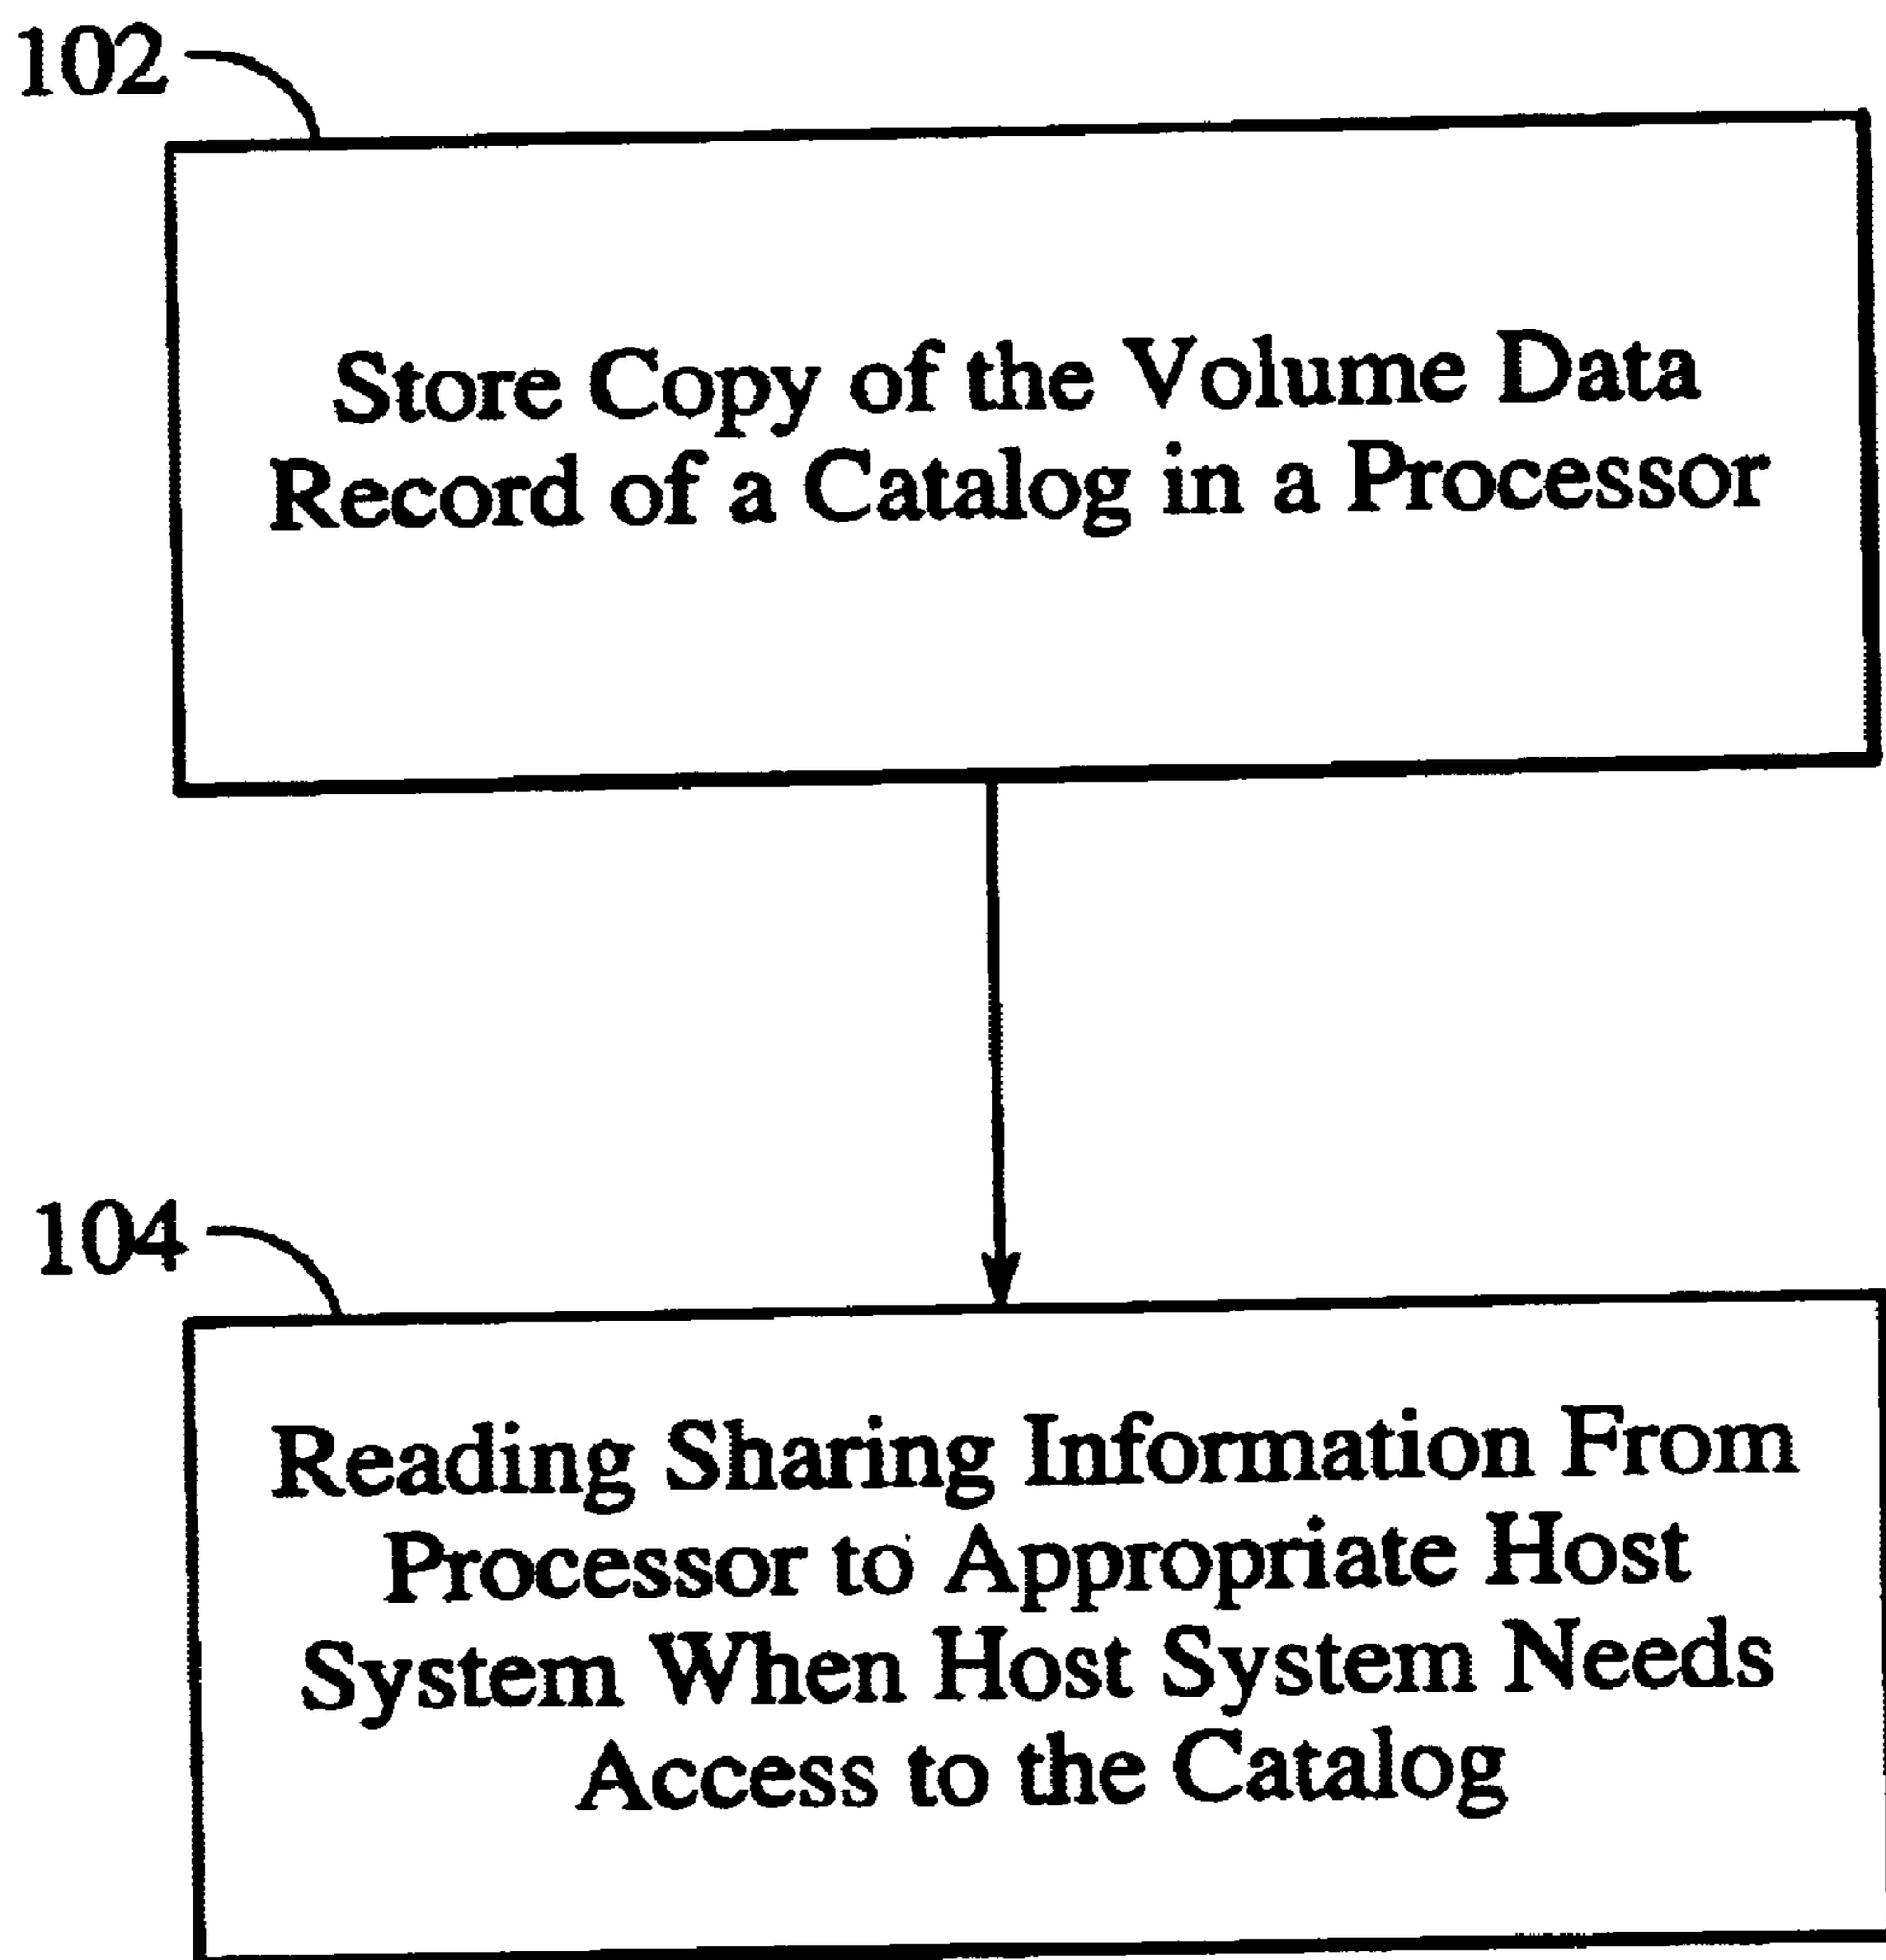 102
Store Copy of the Volume Data
Record of a Catalog in a Processor
104
Reading Sharing Information From
Processor to Appropriate Host
System When Host System Needs
Access to the Catalog